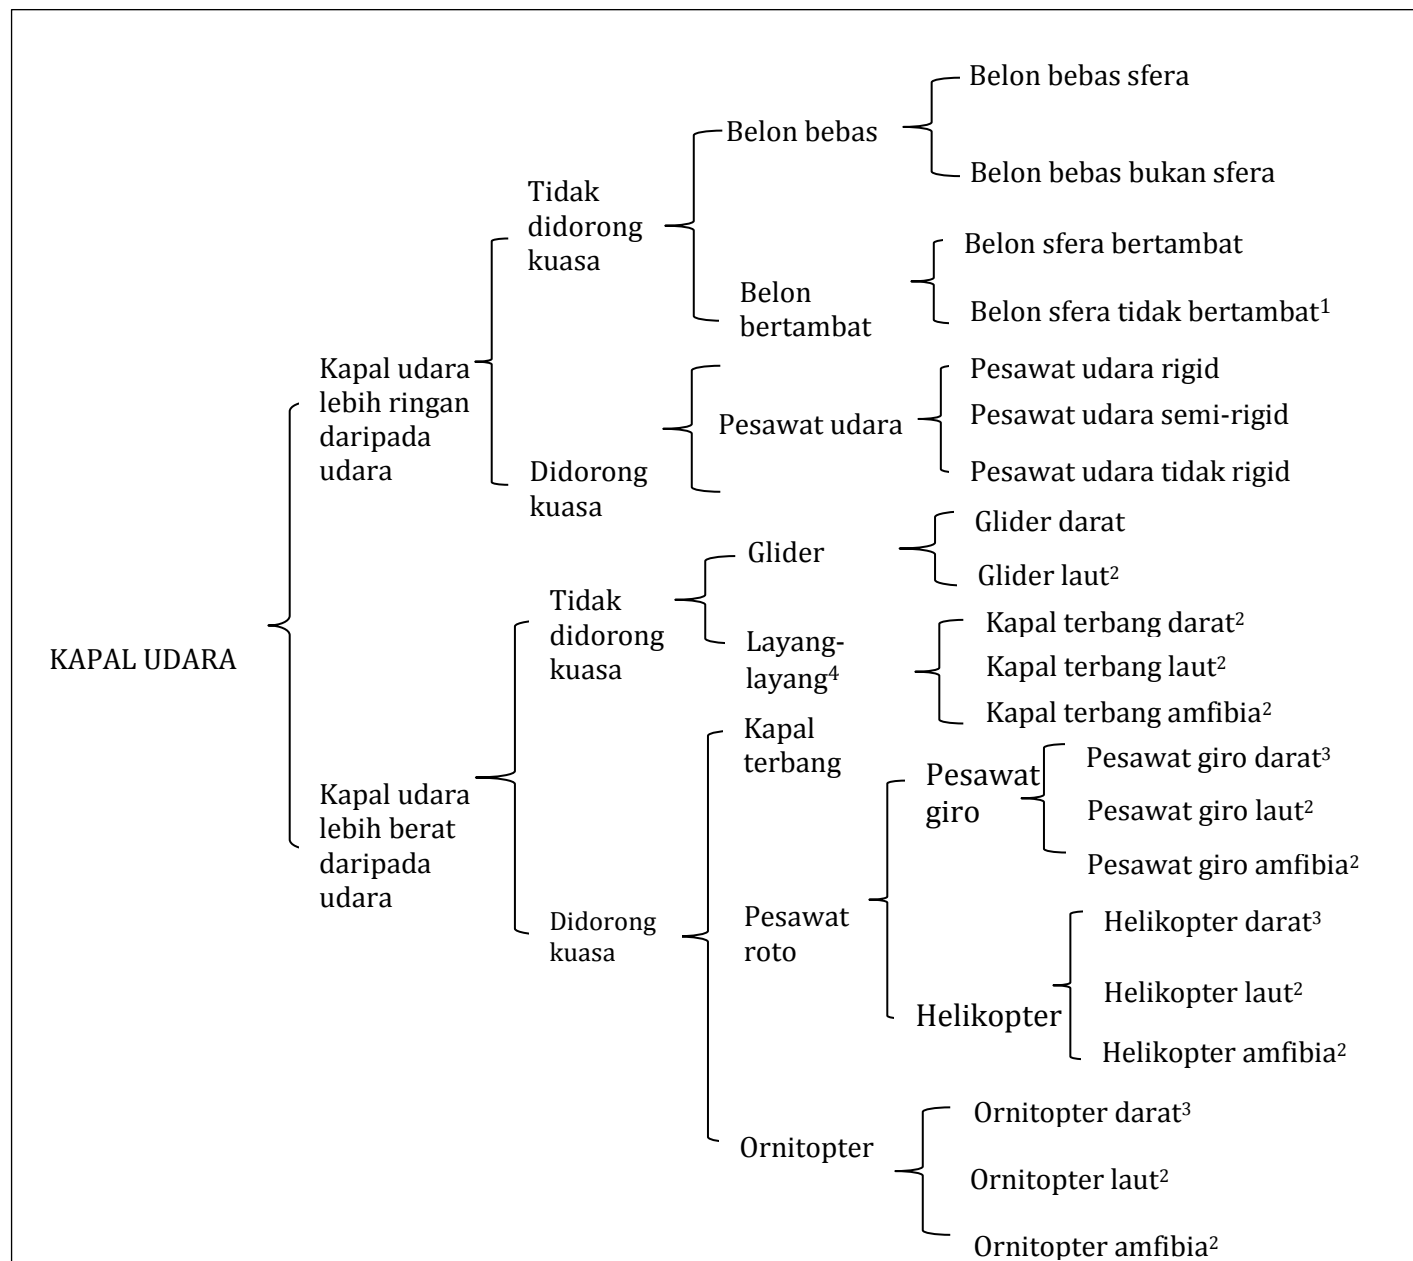 KAPAL UDARA
Kapal udara
lebih ringan
daripada
udara
Tidak
didorong
kuasa
Belon bebas
Belon bebas sfera
Belon bebas bukan sfera
Belon
bertambat
Belon sfera bertambat
Belon sfera tidak bertambat¹
Didorong
kuasa
Pesawat udara
Pesawat udara rigid
Pesawat udara semi-rigid
Pesawat udara tidak rigid
Kapal udara
lebih berat
daripada
udara
Tidak
didorong
kuasa
Glider
Glider darat
Glider laut²
Layang-
layang⁴
Kapal terbang darat²
Kapal terbang laut²
Kapal terbang amfibia²
Didorong
kuasa
Kapal
terbang
Pesawat
roto
Pesawat
giro
Pesawat giro darat³
Pesawat giro laut²
Pesawat giro amfibia²
Helikopter
Helikopter darat³
Helikopter laut²
Helikopter amfibia²
Ornitopter
Ornitopter darat³
Ornitopter laut²
Ornitopter amfibia²